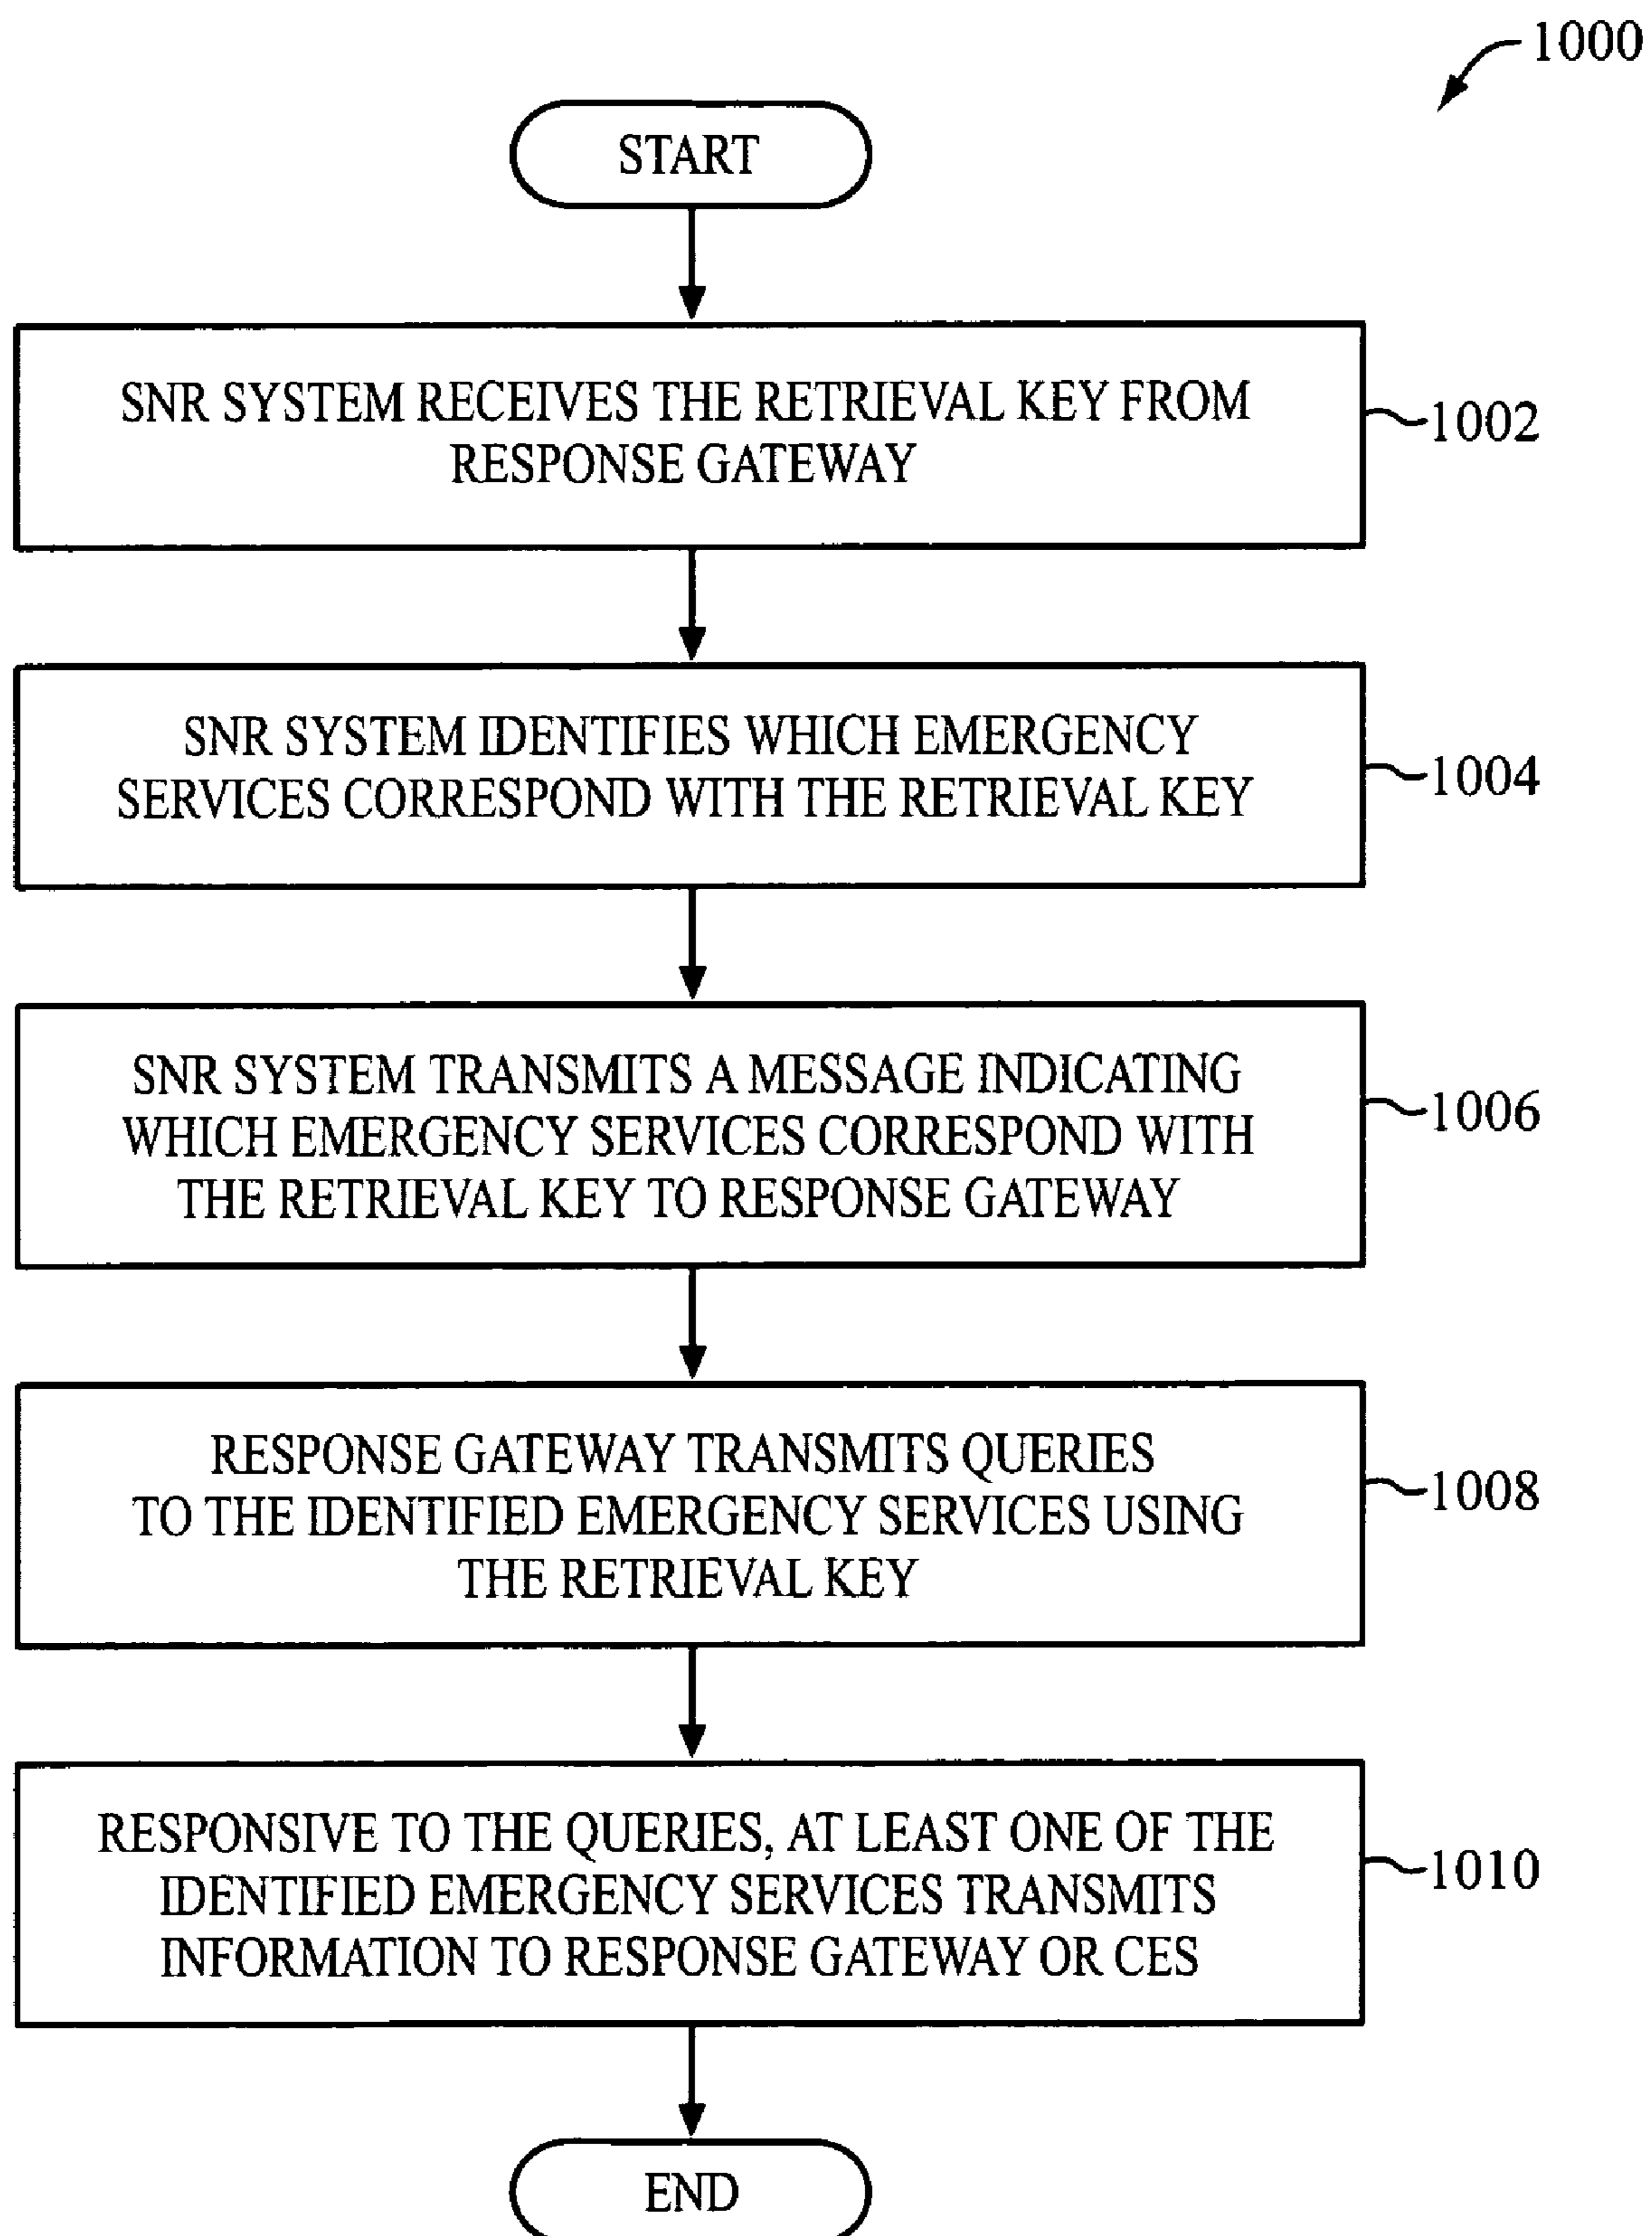 1000
START
SNR SYSTEM RECEIVES THE RETRIEVAL KEY FROM
RESPONSE GATEWAY
1002
SNR SYSTEM IDENTIFIES WHICH EMERGENCY
SERVICES CORRESPOND WITH THE RETRIEVAL KEY
1004
SNR SYSTEM TRANSMITS A MESSAGE INDICATING
WHICH EMERGENCY SERVICES CORRESPOND WITH
THE RETRIEVAL KEY TO RESPONSE GATEWAY
1006
RESPONSE GATEWAY TRANSMITS QUERIES
TO THE IDENTIFIED EMERGENCY SERVICES USING
THE RETRIEVAL KEY
1008
RESPONSIVE TO THE QUERIES, AT LEAST ONE OF THE
IDENTIFIED EMERGENCY SERVICES TRANSMITS
INFORMATION TO RESPONSE GATEWAY OR CES
1010
END